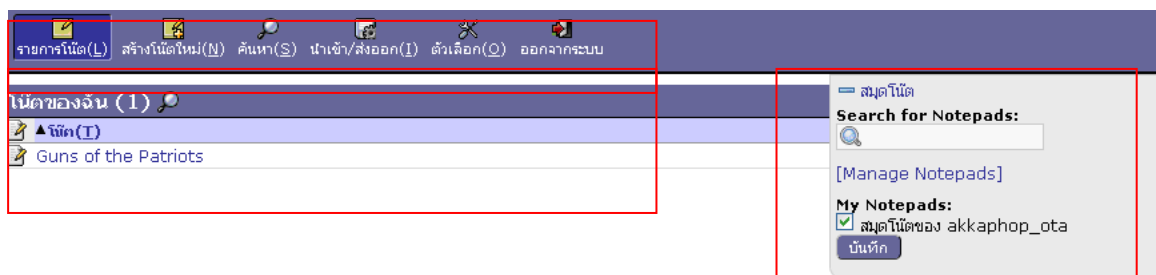 รายการโน๊ต(L) สร้างโน๊ตใหม่(N) ค้นหา(S) นำเข้า/ส่งออก(I) ตัวเลือก(O) ออกจากระบบ
โน๊ตของฉัน (1)
▲โน๊ต(T)
Guns of the Patriots
สมุดโน๊ต
Search for Notepads:
[Manage Notepads]
My Notepads:
สมุดโน๊ตของ akkaphop_ota
บันทึก